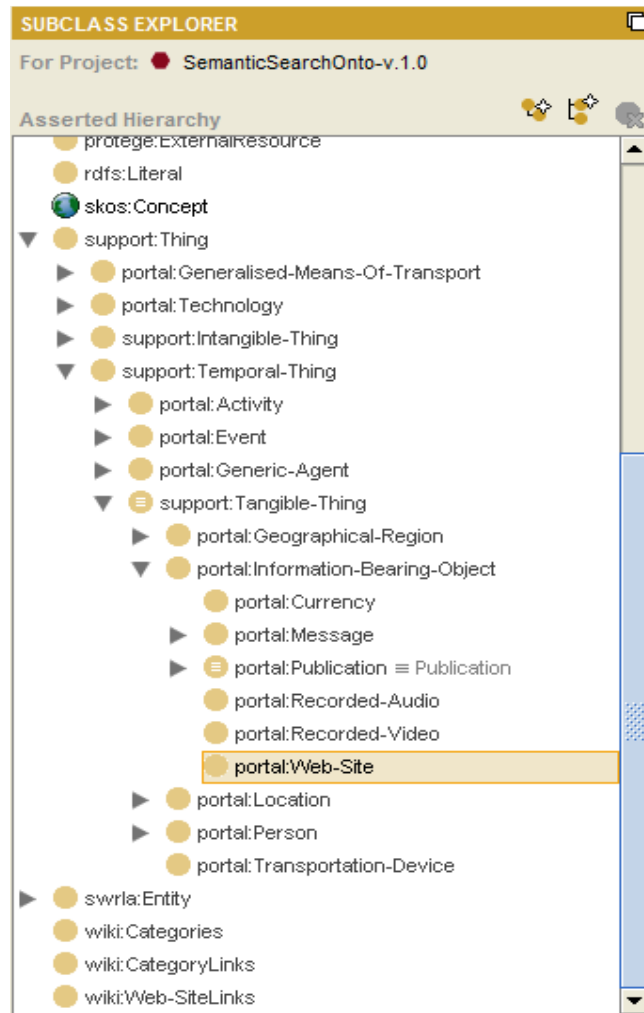 SUBCLASS EXPLORER
For Project: SemanticSearchOnto-v.1.0
Asserted Hierarchy
protege:ExternalResource
rdfs:Literal
skos:Concept
support:Thing
portal:Generalised-Means-Of-Transport
portal:Technology
support:Intangible-Thing
support:Temporal-Thing
portal:Activity
portal:Event
portal:Generic-Agent
support:Tangible-Thing
portal:Geographical-Region
portal:Information-Bearing-Object
portal:Currency
portal:Message
portal:Publication ≡ Publication
portal:Recorded-Audio
portal:Recorded-Video
portal:Web-Site
portal:Location
portal:Person
portal:Transportation-Device
swrla:Entity
wiki:Categories
wiki:CategoryLinks
wiki:Web-SiteLinks